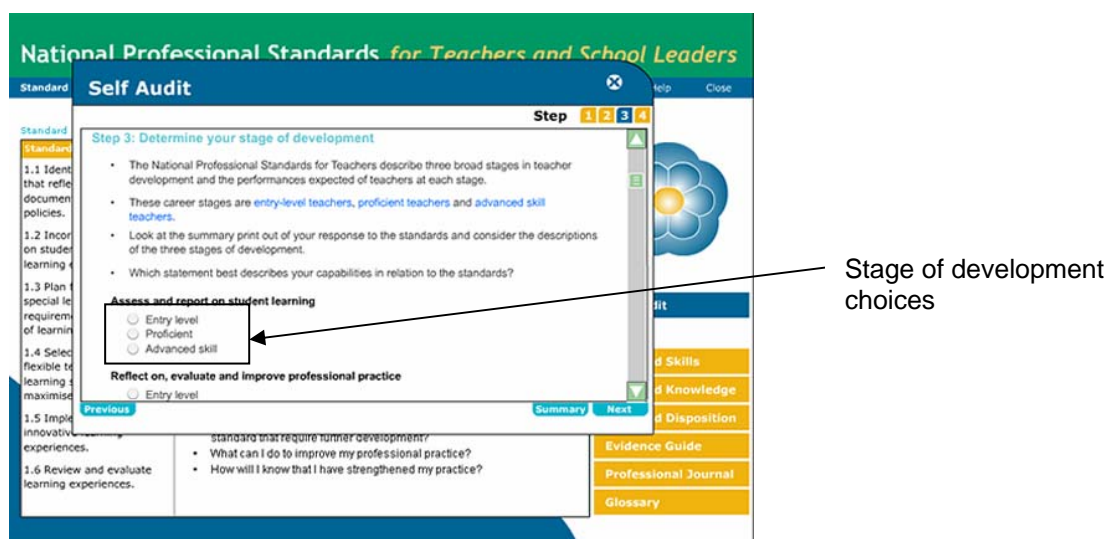 National Professional Standards for Teachers and School Leaders
Standard
Help
Close
Self Audit
Step 1 2 3 4
Step 3: Determine your stage of development
• The National Professional Standards for Teachers describe three broad stages in teacher
development and the performances expected of teachers at each stage.
• These career stages are entry-level teachers, proficient teachers and advanced skill
teachers.
• Look at the summary print out of your response to the standards and consider the descriptions
of the three stages of development.
• Which statement best describes your capabilities in relation to the standards?
Assess and report on student learning
Entry level
Proficient
Advanced skill
Reflect on, evaluate and improve professional practice
Entry level
Previous
Summary
Next
Standard
Standard
1.1 Ident
that refle
documen
policies.
1.2 Incor
on studen
learning
1.3 Plan
special le
requirem
of learnin
1.4 Selec
flexible te
learning s
maximise
1.5 Imple
innovative learning
experiences.
1.6 Review and evaluate
learning experiences.
standard that require further development?
• What can I do to improve my professional practice?
• How will I know that I have strengthened my practice?
dit
d Skills
d Knowledge
d Disposition
Evidence Guide
Professional Journal
Glossary
Stage of development
choices